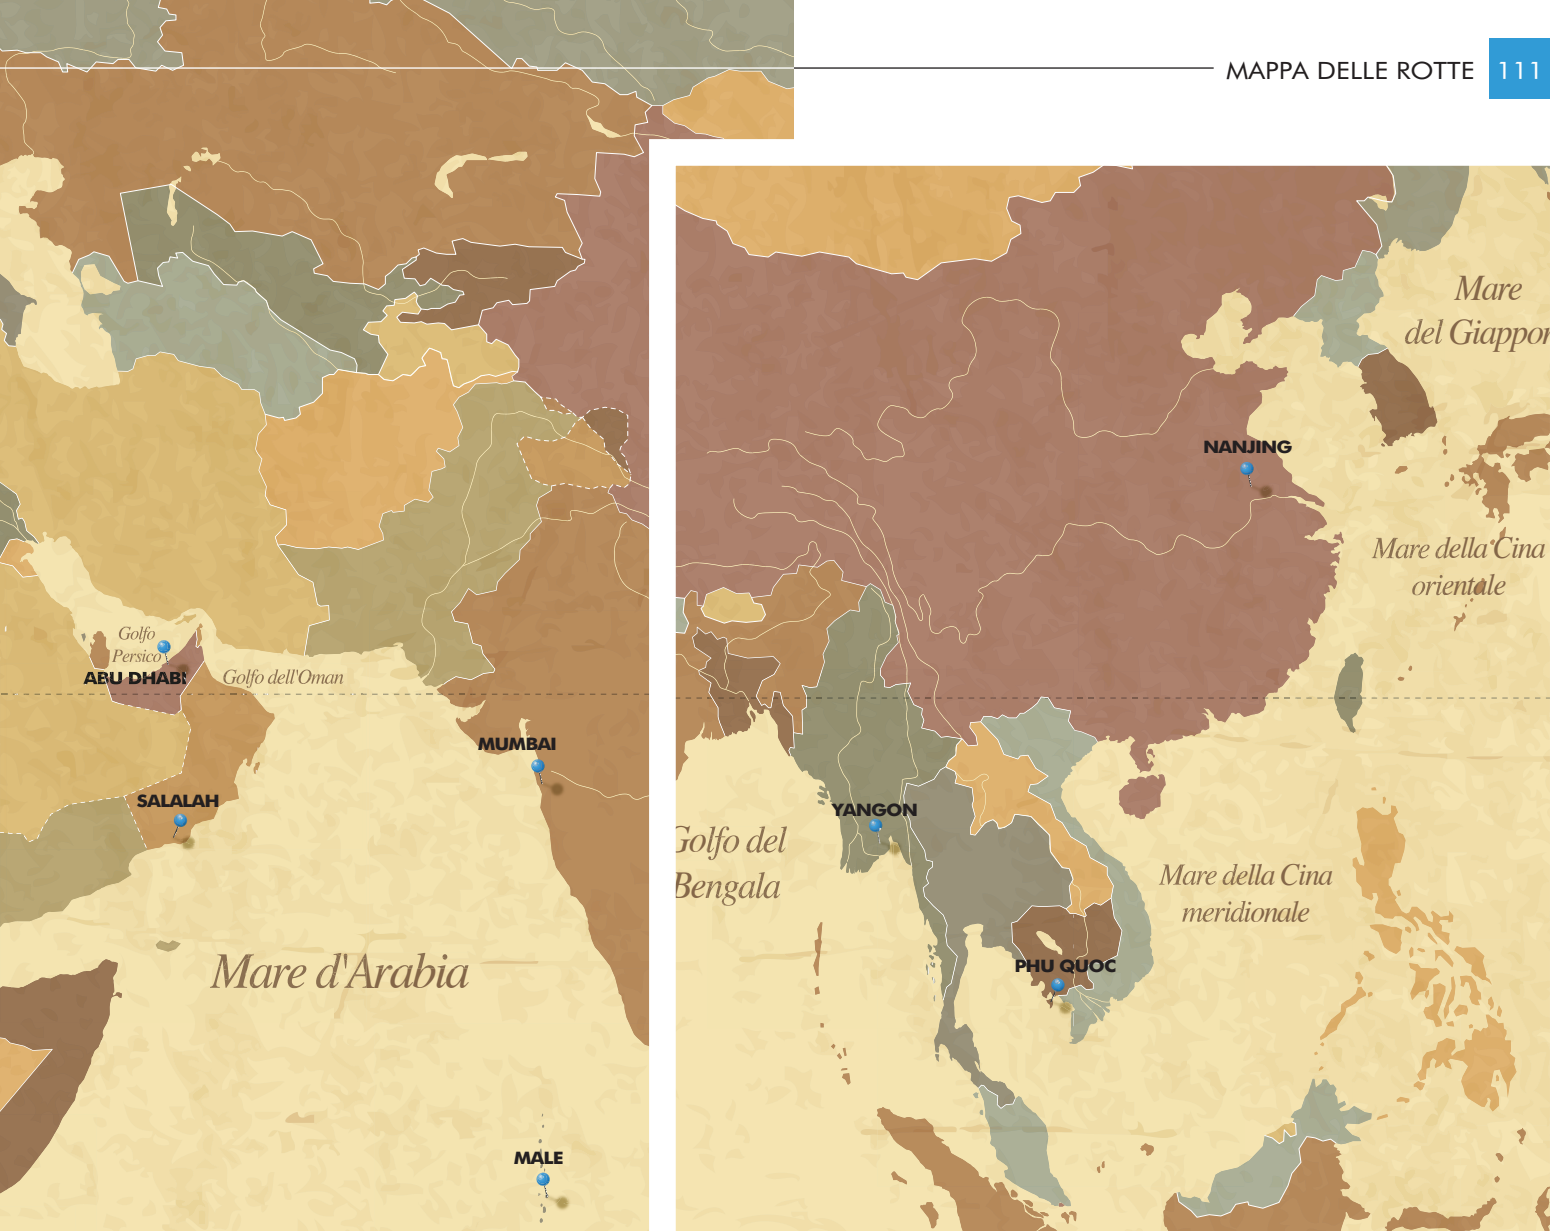 MAPPA DELLE ROTTE 111
Mare
del Giappon
NANJING
Mare della Cina
orientale
Golfo
Persico
ABU DHABI
Golfo dell'Oman
MUMBAI
SALALAH
YANGON
Golfo del
Bengala
Mare della Cina
meridionale
PHU QUOC
Mare d'Arabia
MALE